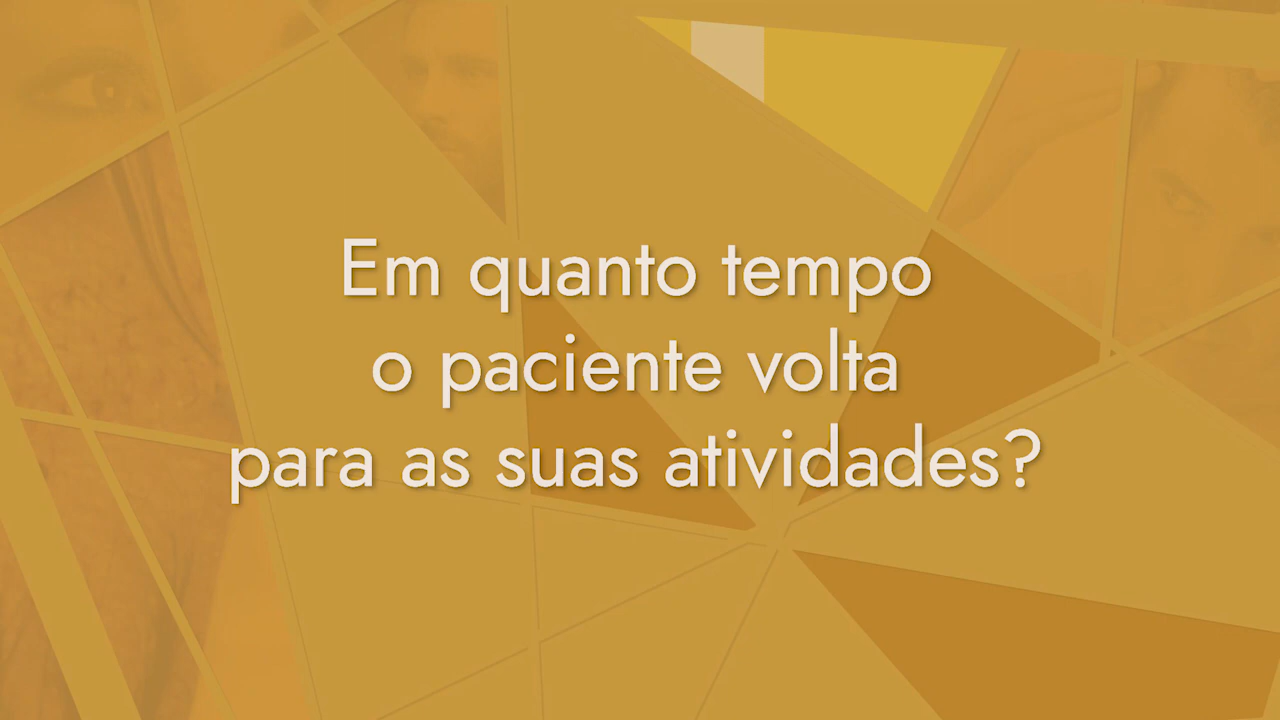 Em quanto tempo
o paciente volta
para as suas atividades?